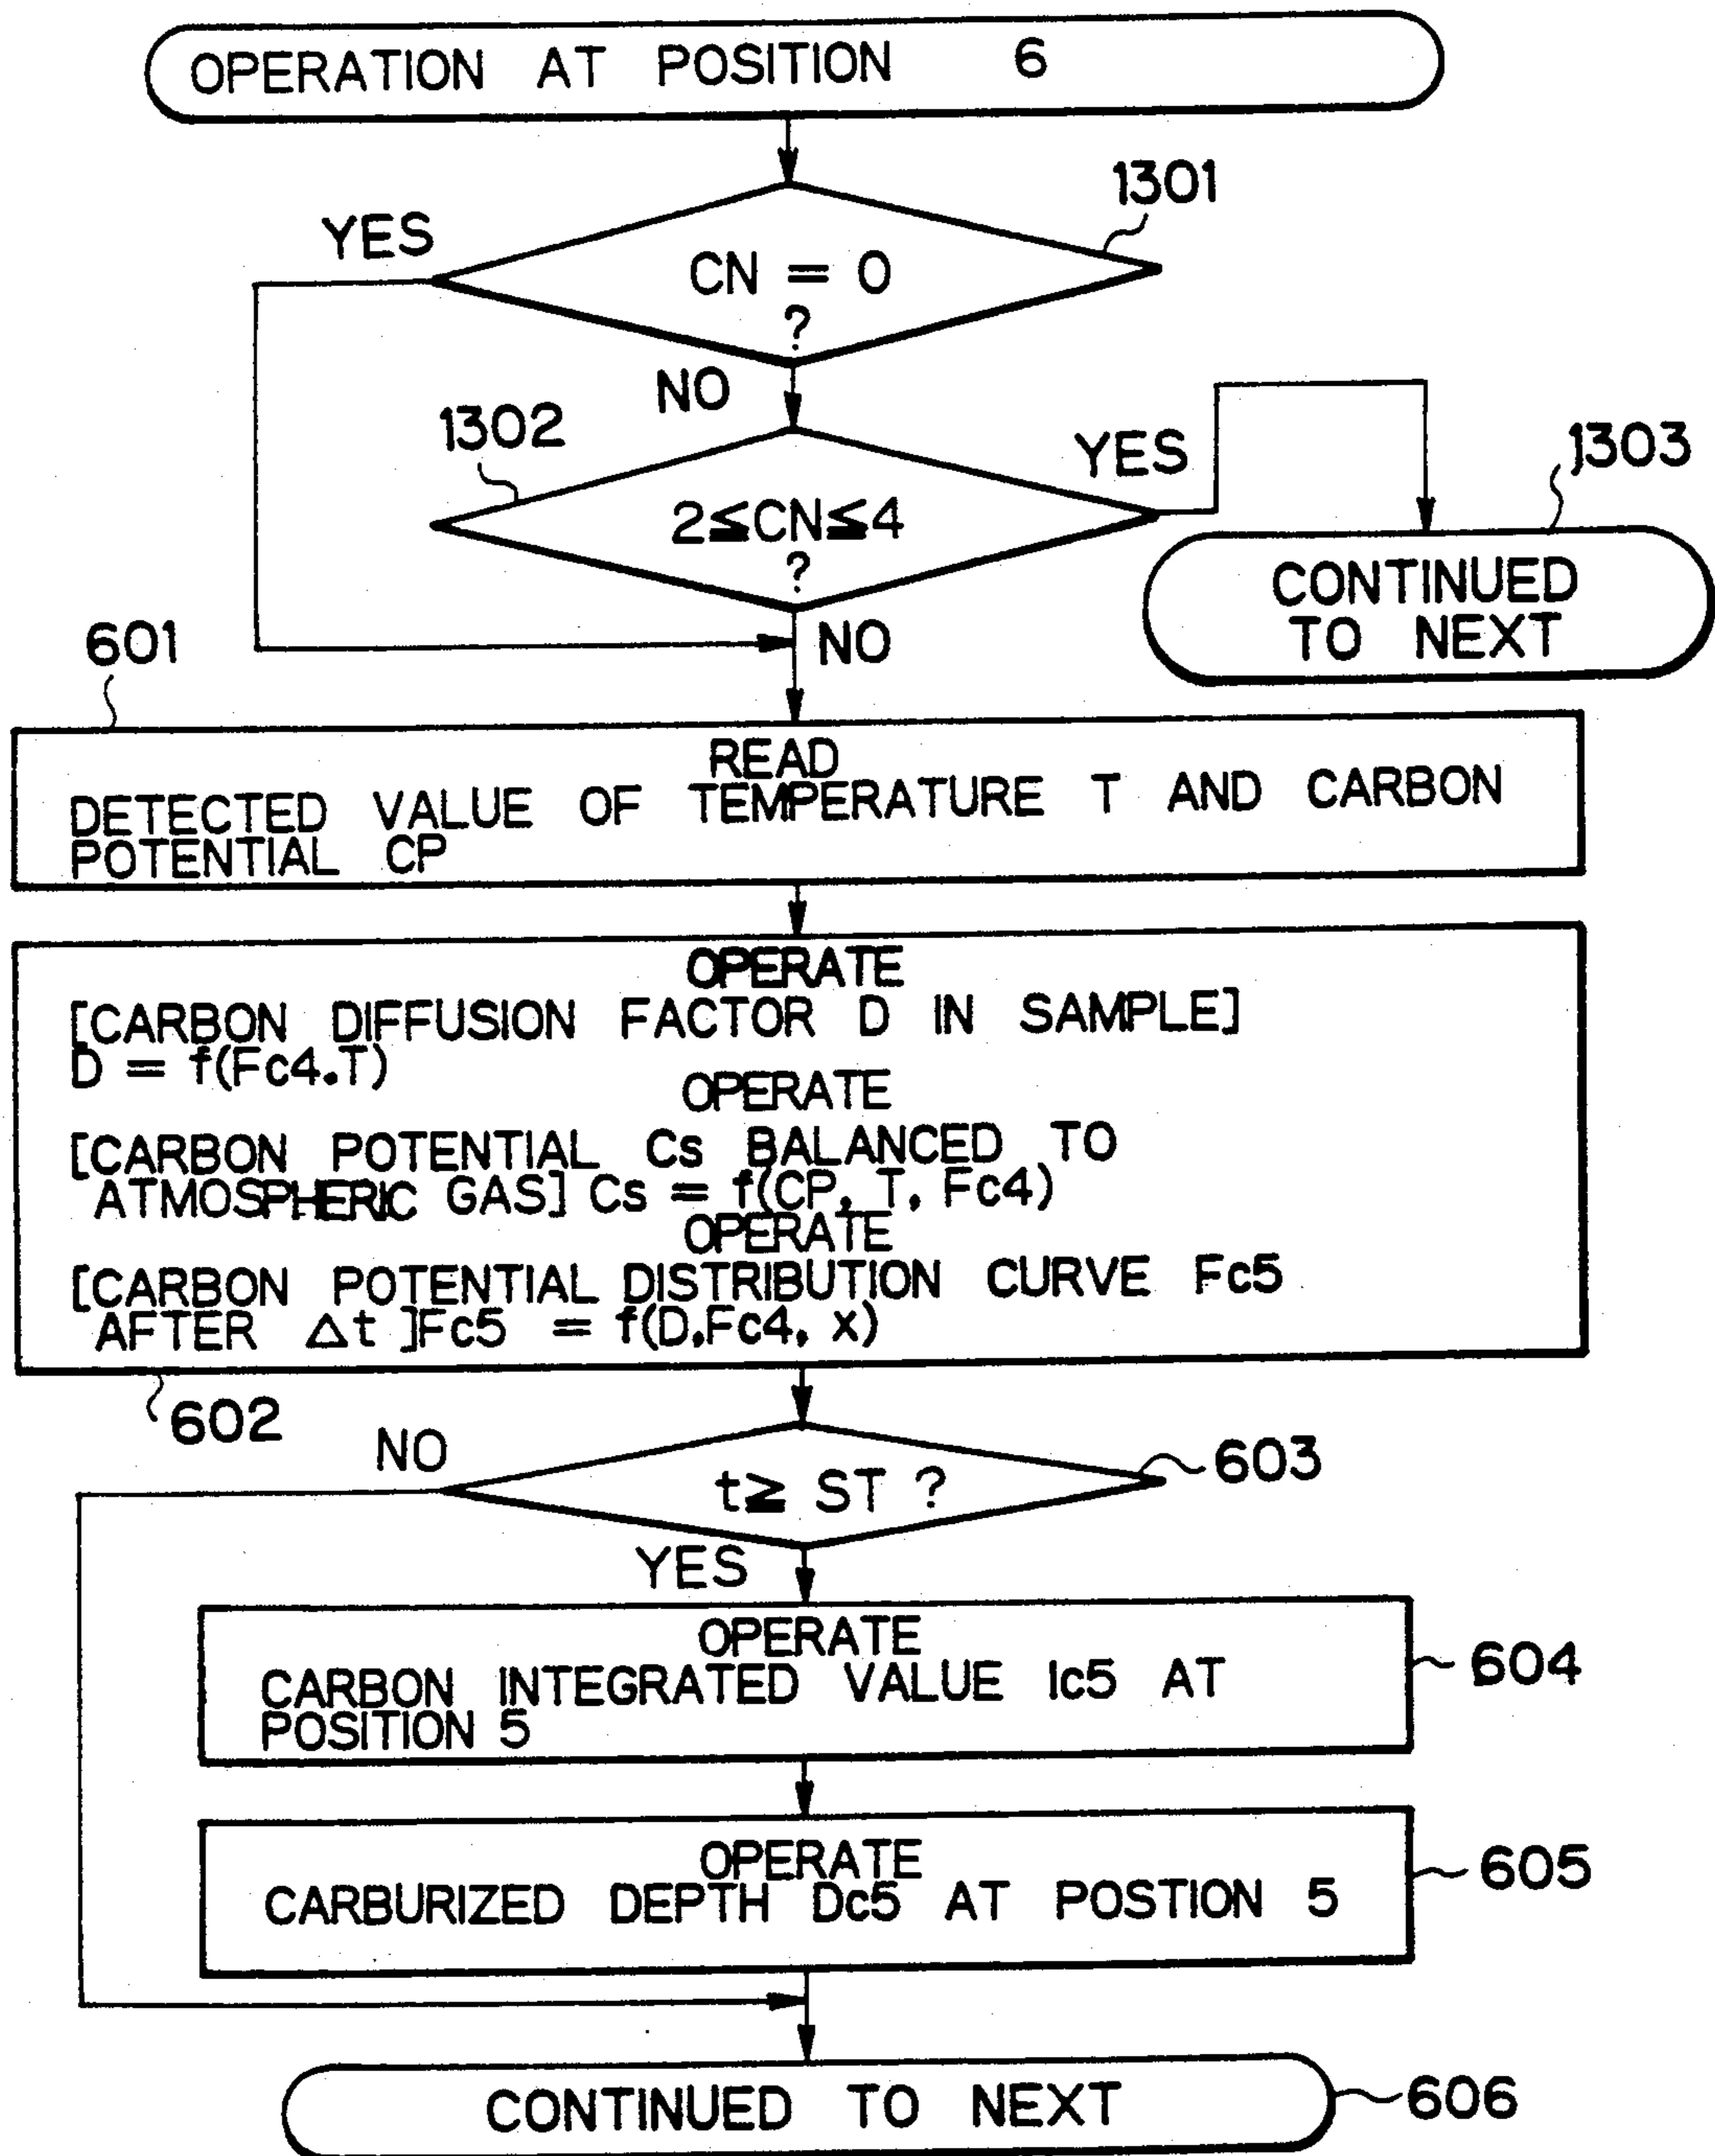 OPERATION AT POSITION 6
1301
YES
CN = 0
?
NO
1302
YES
1303
2≦CN≦4
?
CONTINUED
TO NEXT
NO
601
READ
DETECTED VALUE OF TEMPERATURE T AND CARBON
POTENTIAL CP
OPERATE
[CARBON DIFFUSION FACTOR D IN SAMPLE]
D = f(Fc4.T)
OPERATE
[CARBON POTENTIAL Cs BALANCED TO
ATMOSPHERIC GAS] Cs = f(CP, T, Fc4)
OPERATE
[CARBON POTENTIAL DISTRIBUTION CURVE Fc5
AFTER Δt ]Fc5 = f(D,Fc4, x)
602
NO
603
t≧ ST ?
YES
OPERATE
CARBON INTEGRATED VALUE Ic5 AT
POSITION 5
604
OPERATE
CARBURIZED DEPTH Dc5 AT POSTION 5
605
CONTINUED TO NEXT
606